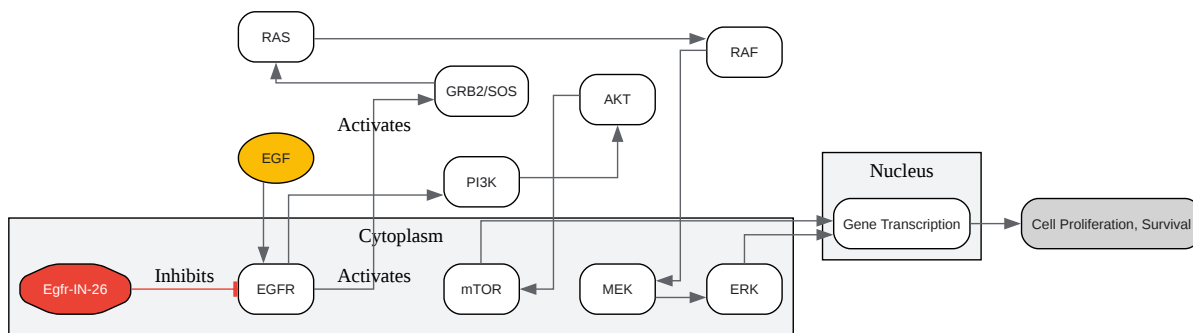 RAS
RAF
GRB2/SOS
AKT
Activates
EGF
PI3K
Nucleus
Gene Transcription
Cell Proliferation, Survival
Cytoplasm
Egfr-IN-26
Inhibits
EGFR
Activates
mTOR
MEK
ERK